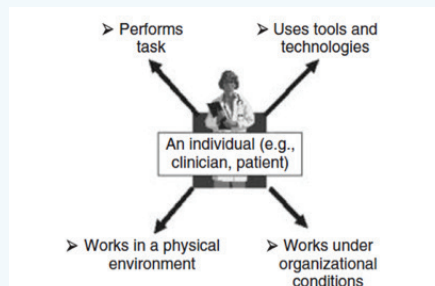 ➢ Performs
task
➢ Uses tools and
technologies
An individual (e.g.,
clinician, patient)
➢ Works in a physical
environment
➢ Works under
organizational
conditions